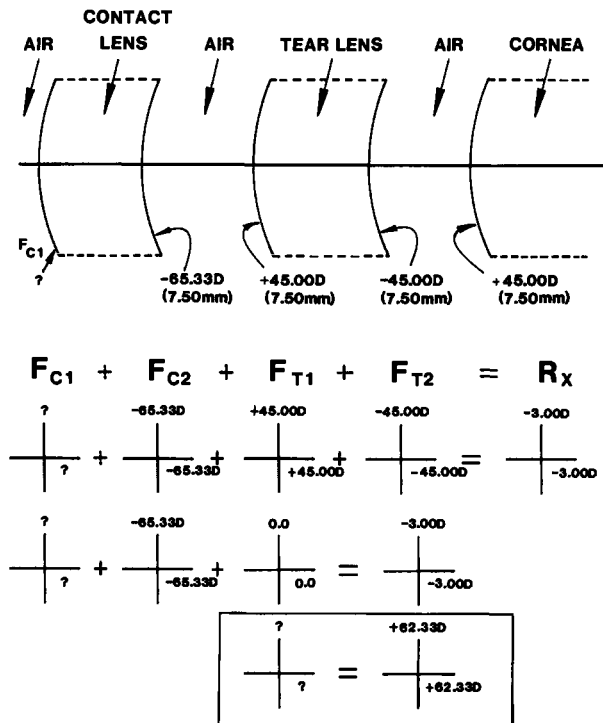 CONTACT
AIR LENS AIR TEAR LENS AIR CORNEA
FC1
?
-65.33D +45.00D -45.00D +45.00D
(7.50mm) (7.50mm) (7.50mm) (7.50mm)
FC1 + FC2 + FT1 + FT2 = RX
? -65.33D +45.00D -45.00D -3.00D
? + -65.33D + +45.00D + -45.00D = -3.00D
? -65.33D 0.0 -3.00D
? + -65.33D + 0.0 = -3.00D
? +62.33D
? = +62.33D